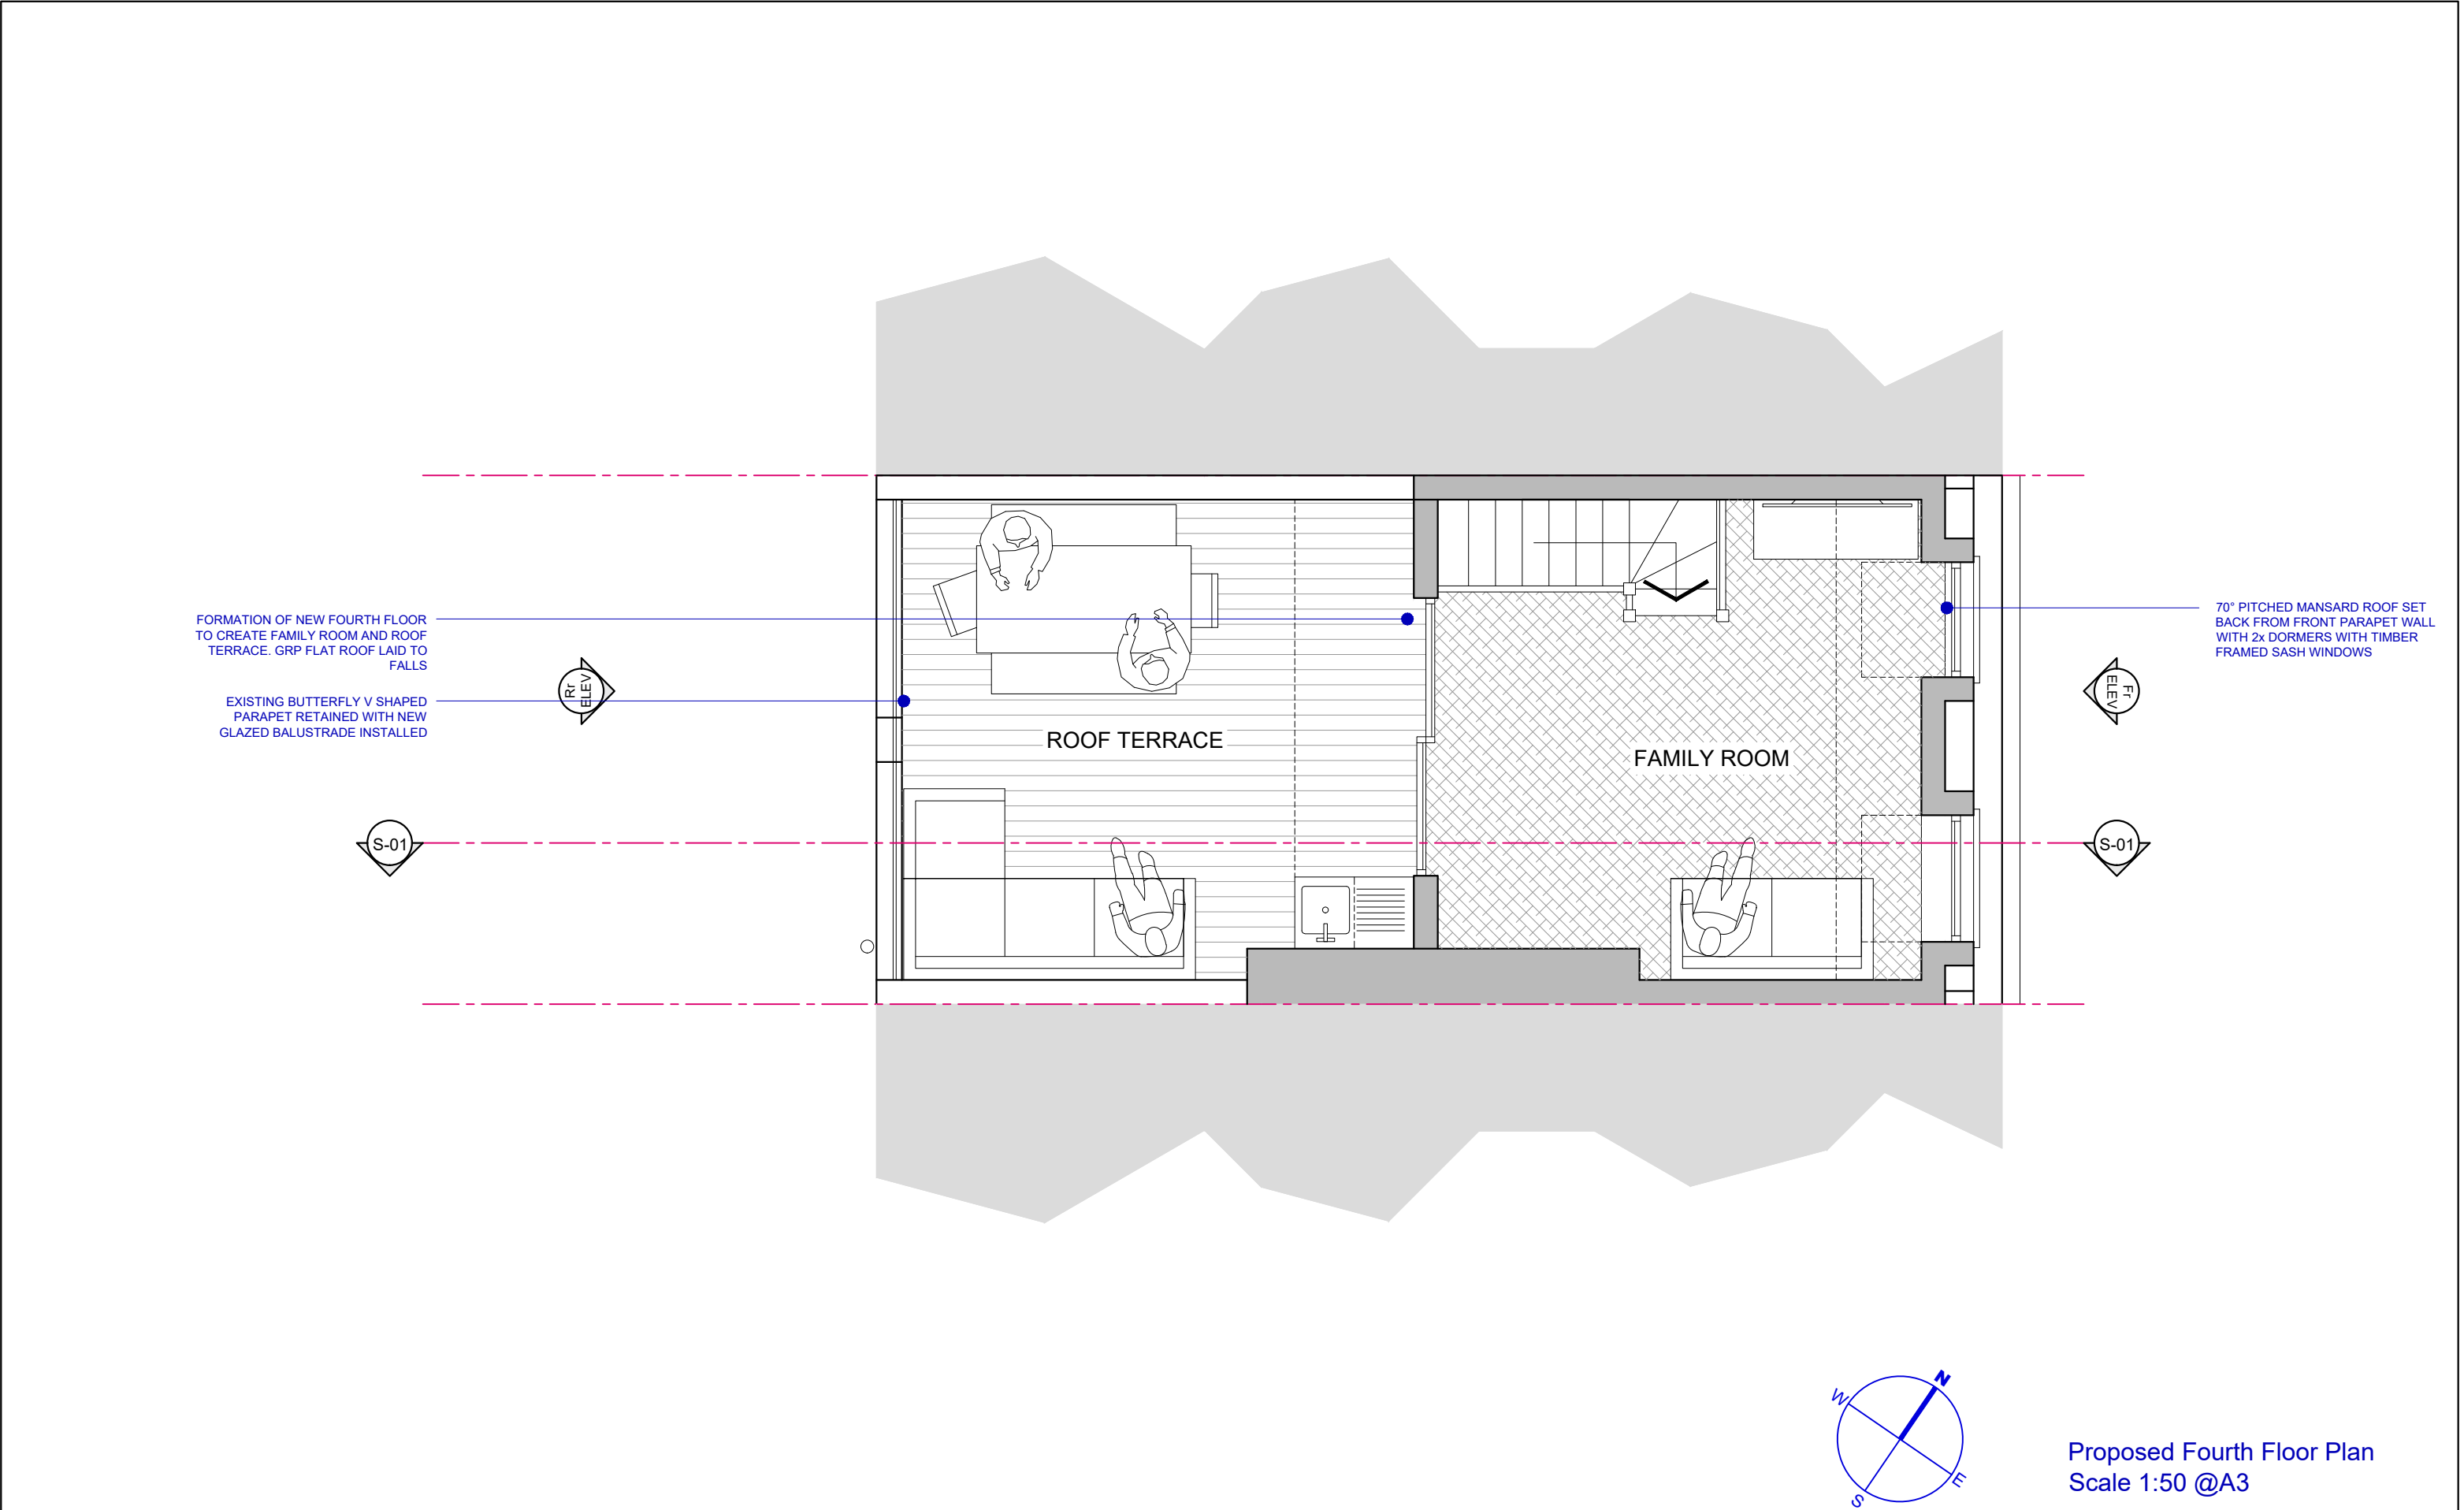 FORMATION OF NEW FOURTH FLOOR
TO CREATE FAMILY ROOM AND ROOF
TERRACE. GRP FLAT ROOF LAID TO
FALLS
EXISTING BUTTERFLY V SHAPED
PARAPET RETAINED WITH NEW
GLAZED BALUSTRADE INSTALLED
Rr
ELEV
S-01
ROOF TERRACE
FAMILY ROOM
70° PITCHED MANSARD ROOF SET
BACK FROM FRONT PARAPET WALL
WITH 2x DORMERS WITH TIMBER
FRAMED SASH WINDOWS
Fr
ELEV
S-01
N
W
E
S
Proposed Fourth Floor Plan
Scale 1:50 @A3